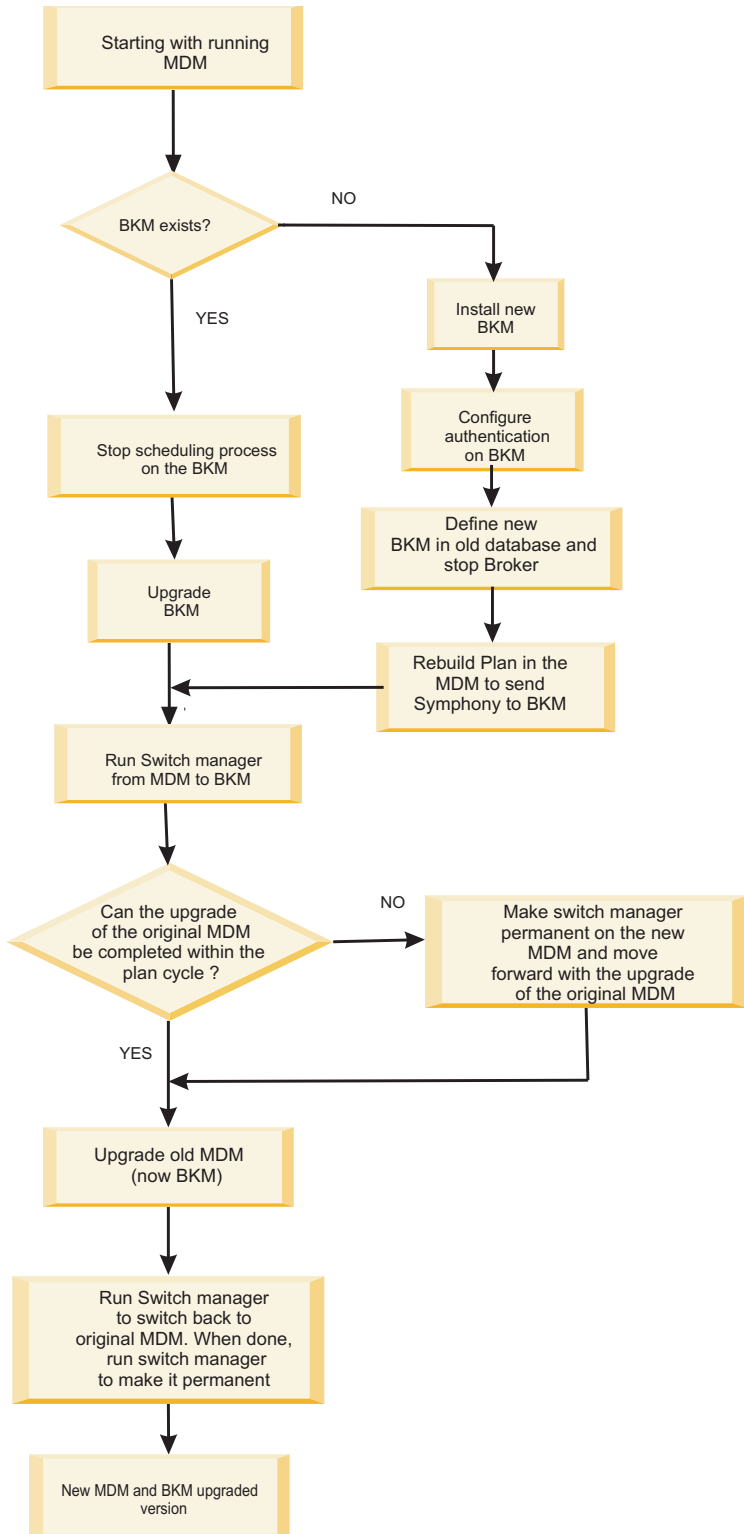 Starting with running
MDM
BKM exists?
NO
YES
Install new
BKM
Configure
authentication
on BKM
Stop scheduling process
on the BKM
Define new
BKM in old database and
stop Broker
Upgrade
BKM
Rebuild Plan in the
MDM to send
Symphony to BKM
Run Switch manager
from MDM to BKM
Can the upgrade
of the original MDM
be completed within the
plan cycle ?
NO
Make switch manager
permanent on the new
MDM and move
forward with the upgrade
of the original MDM
YES
Upgrade old MDM
(now BKM)
Run Switch manager
to switch back to
original MDM. When done,
run switch manager
to make it permanent
New MDM and BKM upgraded
version